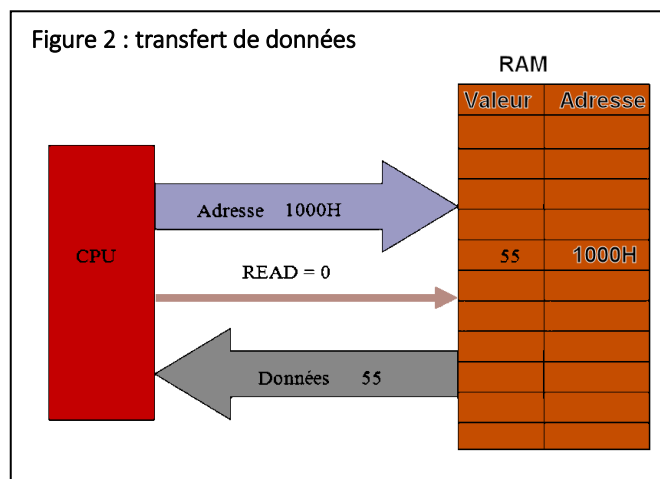 Figure 2 : transfert de données
RAM
Valeur Adresse
Adresse 1000H
CPU
55 1000H
READ = 0
Données 55